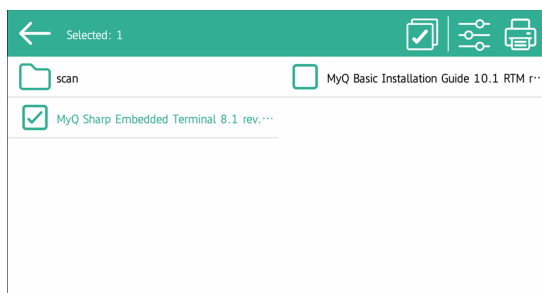 Selected: 1
scan
MyQ Basic Installation Guide 10.1 RTM r···
MyQ Sharp Embedded Terminal 8.1 rev.···